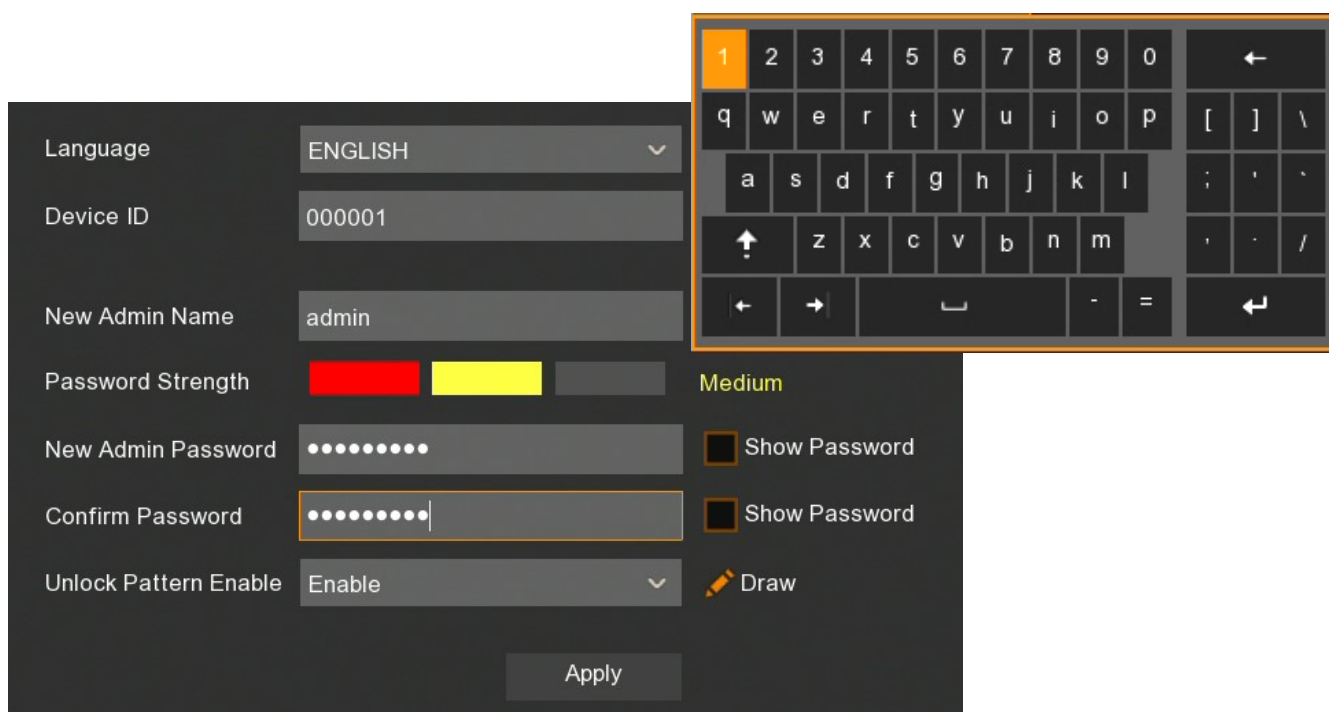 1 2 3 4 5 6 7 8 9 0 ←
q w e r t y u i o p [ ] \
a s d f g h j k l ; ' `
z x c v b n m , . /
- =
Language ENGLISH
Device ID 000001
New Admin Name admin
Password Strength Medium
New Admin Password ●●●●●●●●● Show Password
Confirm Password ●●●●●●●●● Show Password
Unlock Pattern Enable Enable Draw
Apply